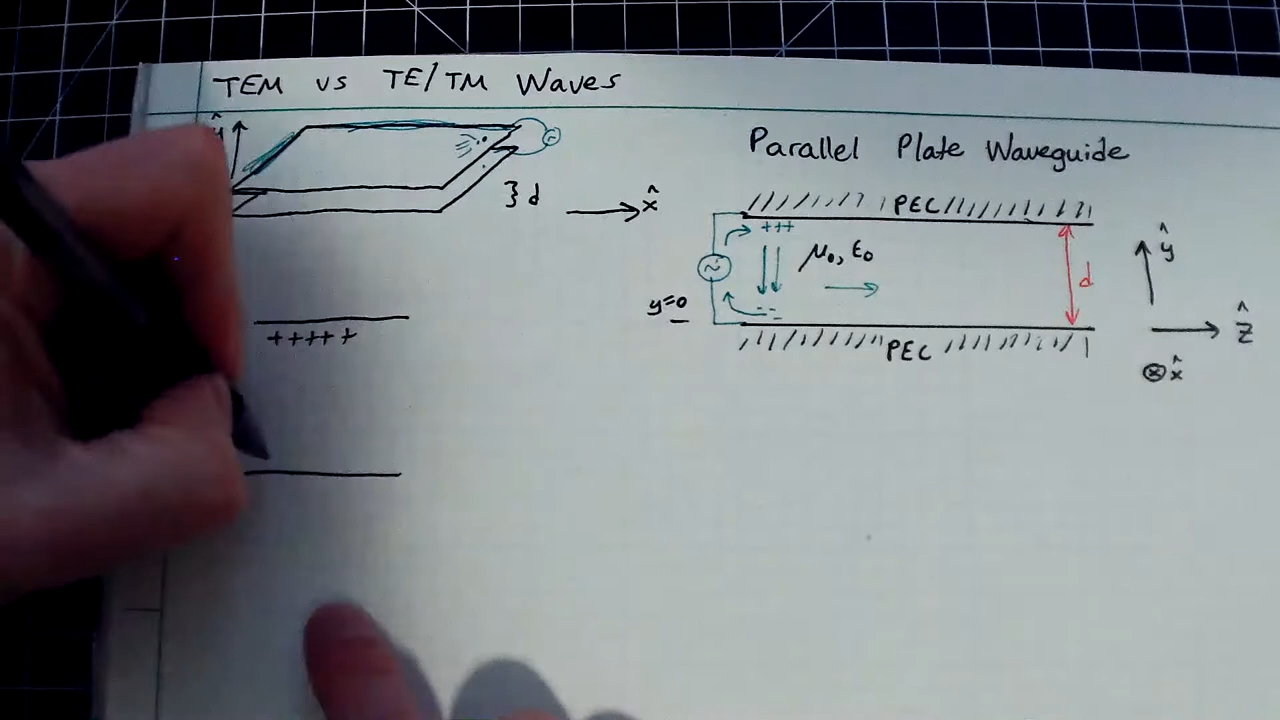 TEM vs TE/TM Waves
} d
x̂
++++ +
Parallel Plate Waveguide
PEC
+++
~
μ₀, ε₀
d
ŷ
y=0
--
PEC
ẑ
⊗ x̂